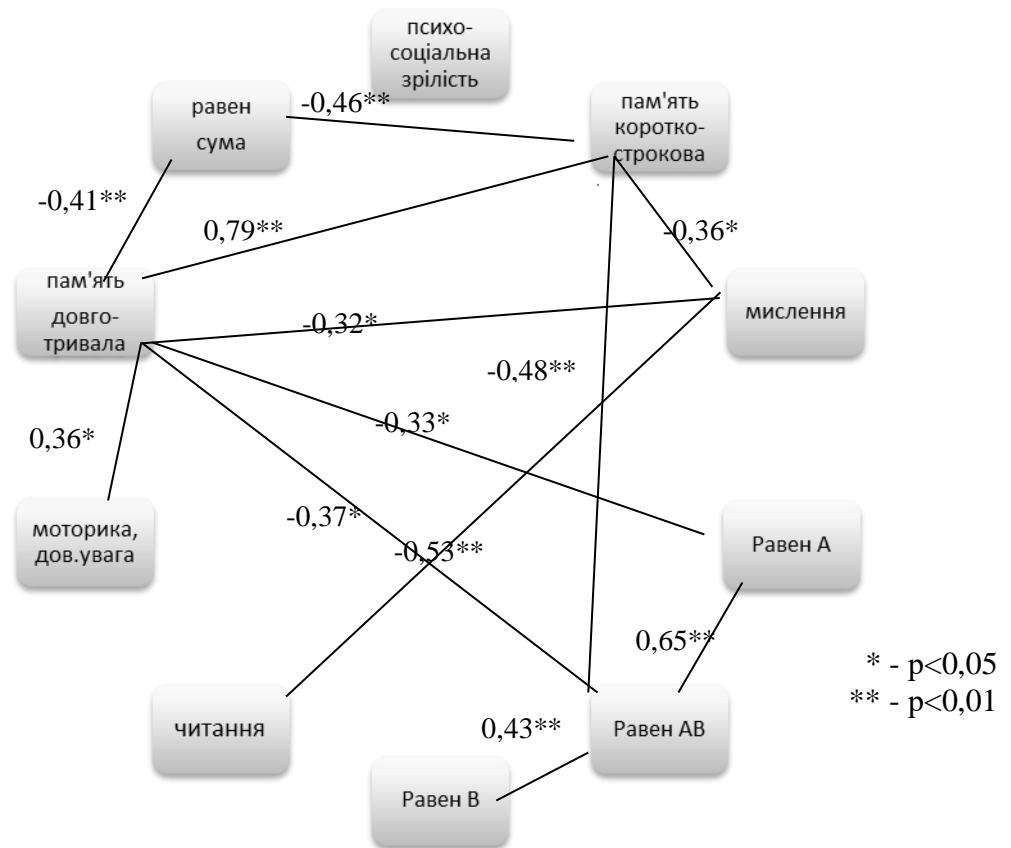 психо-
соціальна
зрілість
равен
сума
-0,46**
пам'ять
коротко-
строкова
-0,41**
0,79**
-0,36*
пам'ять
довго-
тривала
-0,32*
мислення
-0,48**
0,36*
-0,33*
моторика,
дов.увага
-0,37*
-0,53**
Равен А
0,65**
* - p<0,05
** - p<0,01
читання
0,43**
Равен АВ
Равен В